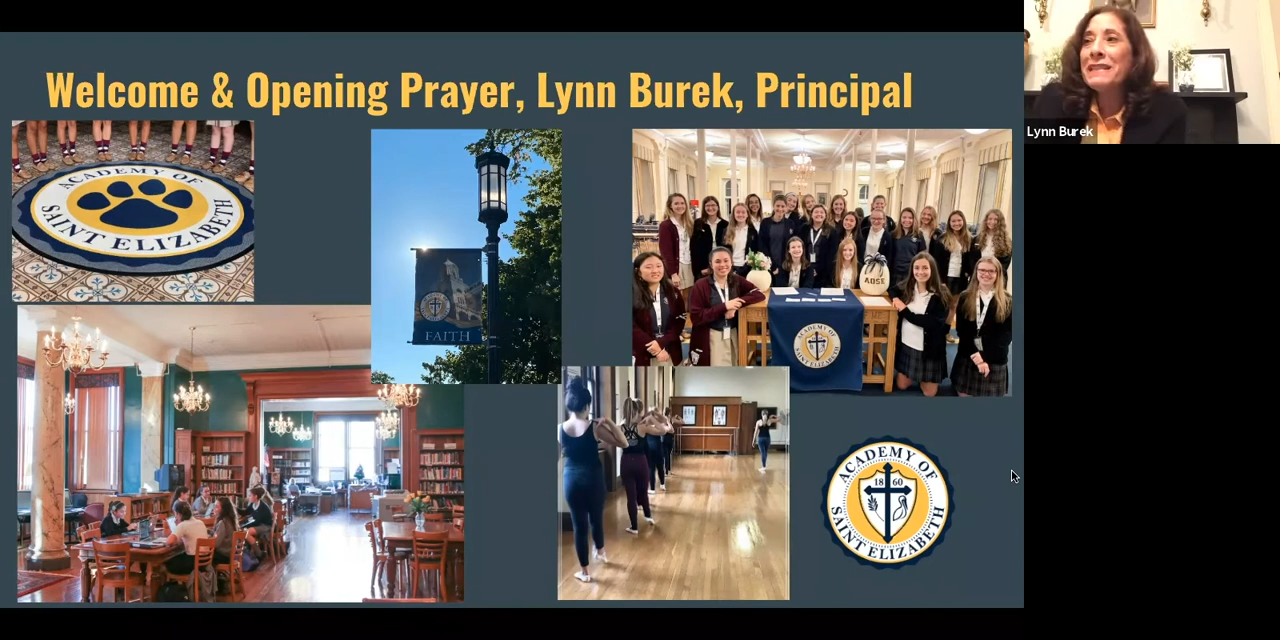 Welcome & Opening Prayer, Lynn Burek, Principal
Lynn Burek
ACADEMY OF
SAINT ELIZABETH
FAITH
AOSE
ACADEMY OF
SAINT ELIZABETH
ACADEMY OF
1860
SAINT ELIZABETH